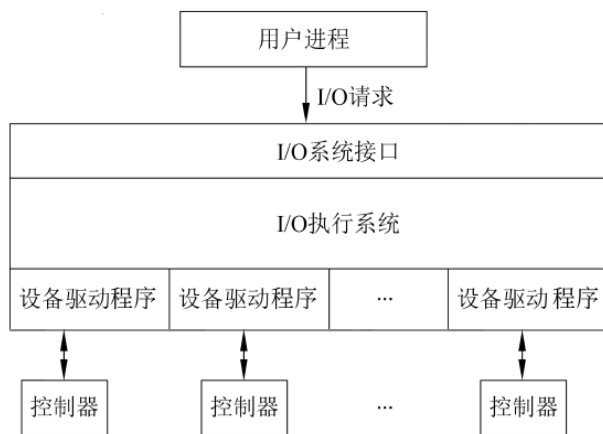 用户进程
I/O请求
I/O系统接口
I/O执行系统
设备驱动程序 设备驱动程序 ··· 设备驱动程序
控制器 控制器 ··· 控制器